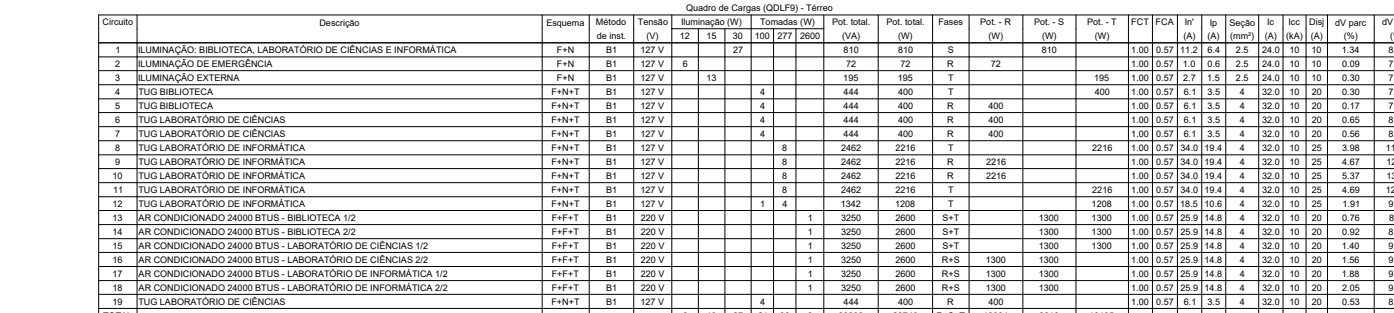 Quadro de Cargas (QDLF9) - Térreo
Circuito Descrição Esquema Método Tensão Iluminação (W) Tomadas (W) Pot. total. Pot. total. Fases Pot. - R Pot. - S Pot. - T FCT FCA In' Ip Seção Ic Icc Disj dV parc dV
de inst. (V) 12 15 30 100 277 2600 (VA) (W) (W) (W) (W) (A) (A) (mm²) (A) (kA) (A) (%)
1 ILUMINAÇÃO: BIBLIOTECA, LABORATÓRIO DE CIÊNCIAS E INFORMÁTICA F+N B1 127 V 27 810 810 S 810 1.00 0.57 11.2 6.4 2.5 24.0 10 10 1.34 8
2 ILUMINAÇÃO DE EMERGÊNCIA F+N B1 127 V 6 72 72 R 72 1.00 0.57 1.0 0.6 2.5 24.0 10 10 0.09 7
3 ILUMINAÇÃO EXTERNA F+N B1 127 V 13 195 195 T 195 1.00 0.57 2.7 1.5 2.5 24.0 10 10 0.30 7
4 TUG BIBLIOTECA F+N+T B1 127 V 4 444 400 T 400 1.00 0.57 6.1 3.5 4 32.0 10 20 0.30 7
5 TUG BIBLIOTECA F+N+T B1 127 V 4 444 400 R 400 1.00 0.57 6.1 3.5 4 32.0 10 20 0.17 7
6 TUG LABORATÓRIO DE CIÊNCIAS F+N+T B1 127 V 4 444 400 R 400 1.00 0.57 6.1 3.5 4 32.0 10 20 0.65 8
7 TUG LABORATÓRIO DE CIÊNCIAS F+N+T B1 127 V 4 444 400 R 400 1.00 0.57 6.1 3.5 4 32.0 10 20 0.56 8
8 TUG LABORATÓRIO DE INFORMÁTICA F+N+T B1 127 V 8 2462 2216 T 2216 1.00 0.57 34.0 19.4 4 32.0 10 25 3.98 11
9 TUG LABORATÓRIO DE INFORMÁTICA F+N+T B1 127 V 8 2462 2216 R 2216 1.00 0.57 34.0 19.4 4 32.0 10 25 4.67 12
10 TUG LABORATÓRIO DE INFORMÁTICA F+N+T B1 127 V 8 2462 2216 R 2216 1.00 0.57 34.0 19.4 4 32.0 10 25 5.37 13
11 TUG LABORATÓRIO DE INFORMÁTICA F+N+T B1 127 V 8 2462 2216 T 2216 1.00 0.57 34.0 19.4 4 32.0 10 25 4.69 12
12 TUG LABORATÓRIO DE INFORMÁTICA F+N+T B1 127 V 1 4 1342 1208 T 1208 1.00 0.57 18.5 10.6 4 32.0 10 25 1.91 9
13 AR CONDICIONADO 24000 BTUS - BIBLIOTECA 1/2 F+F+T B1 220 V 1 3250 2600 S+T 1300 1300 1.00 0.57 25.9 14.8 4 32.0 10 20 0.76 8
14 AR CONDICIONADO 24000 BTUS - BIBLIOTECA 2/2 F+F+T B1 220 V 1 3250 2600 S+T 1300 1300 1.00 0.57 25.9 14.8 4 32.0 10 20 0.92 8
15 AR CONDICIONADO 24000 BTUS - LABORATÓRIO DE CIÊNCIAS 1/2 F+F+T B1 220 V 1 3250 2600 S+T 1300 1300 1.00 0.57 25.9 14.8 4 32.0 10 20 1.40 9
16 AR CONDICIONADO 24000 BTUS - LABORATÓRIO DE CIÊNCIAS 2/2 F+F+T B1 220 V 1 3250 2600 R+S 1300 1300 1.00 0.57 25.9 14.8 4 32.0 10 20 1.56 9
17 AR CONDICIONADO 24000 BTUS - LABORATÓRIO DE INFORMÁTICA 1/2 F+F+T B1 220 V 1 3250 2600 R+S 1300 1300 1.00 0.57 25.9 14.8 4 32.0 10 20 1.88 9
18 AR CONDICIONADO 24000 BTUS - LABORATÓRIO DE INFORMÁTICA 2/2 F+F+T B1 220 V 1 3250 2600 R+S 1300 1300 1.00 0.57 25.9 14.8 4 32.0 10 20 2.05 9
19 TUG LABORATÓRIO DE CIÊNCIAS F+N+T B1 127 V 4 444 400 R 400 1.00 0.57 6.1 3.5 4 32.0 10 20 0.53 8